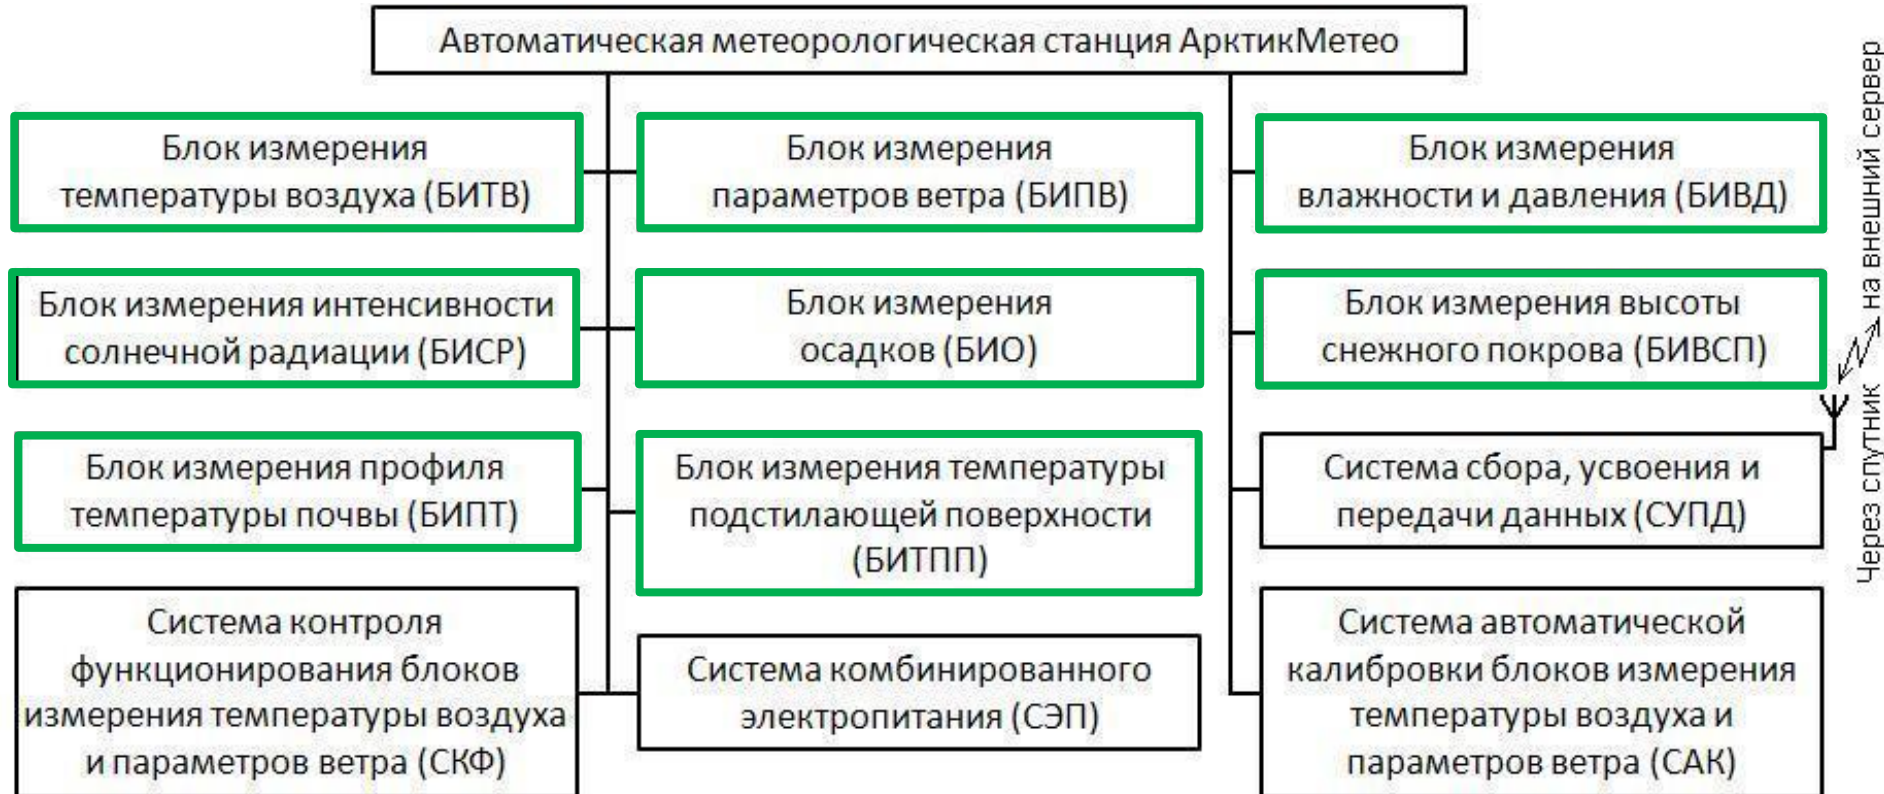 Автоматическая метеорологическая станция АрктикМетео
Блок измерения
температуры воздуха (БИТВ)
Блок измерения
параметров ветра (БИПВ)
Блок измерения
влажности и давления (БИВД)
Блок измерения интенсивности
солнечной радиации (БИСР)
Блок измерения
осадков (БИО)
Блок измерения высоты
снежного покрова (БИВСП)
Блок измерения профиля
температуры почвы (БИПТ)
Блок измерения температуры
подстилающей поверхности
(БИТПП)
Система сбора, усвоения и
передачи данных (СУПД)
Через спутник на внешний сервер
Система контроля
функционирования блоков
измерения температуры воздуха
и параметров ветра (СКФ)
Система комбинированного
электропитания (СЭП)
Система автоматической
калибровки блоков измерения
температуры воздуха и
параметров ветра (САК)